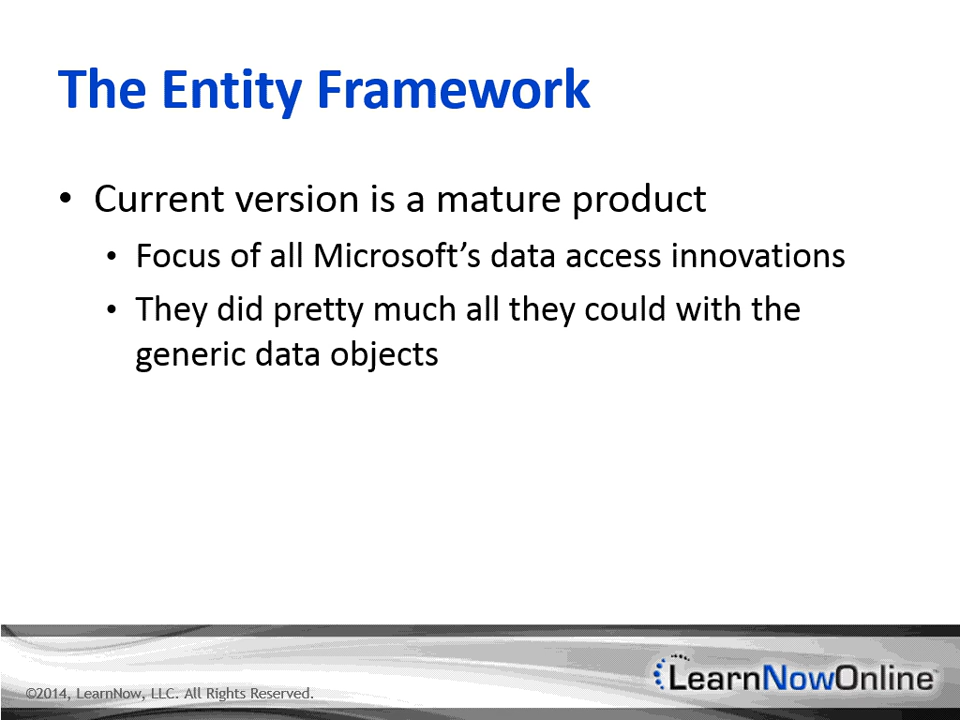 The Entity Framework
• Current version is a mature product
• Focus of all Microsoft’s data access innovations
• They did pretty much all they could with the
generic data objects
©2014, LearnNow, LLC. All Rights Reserved.
LearnNowOnline